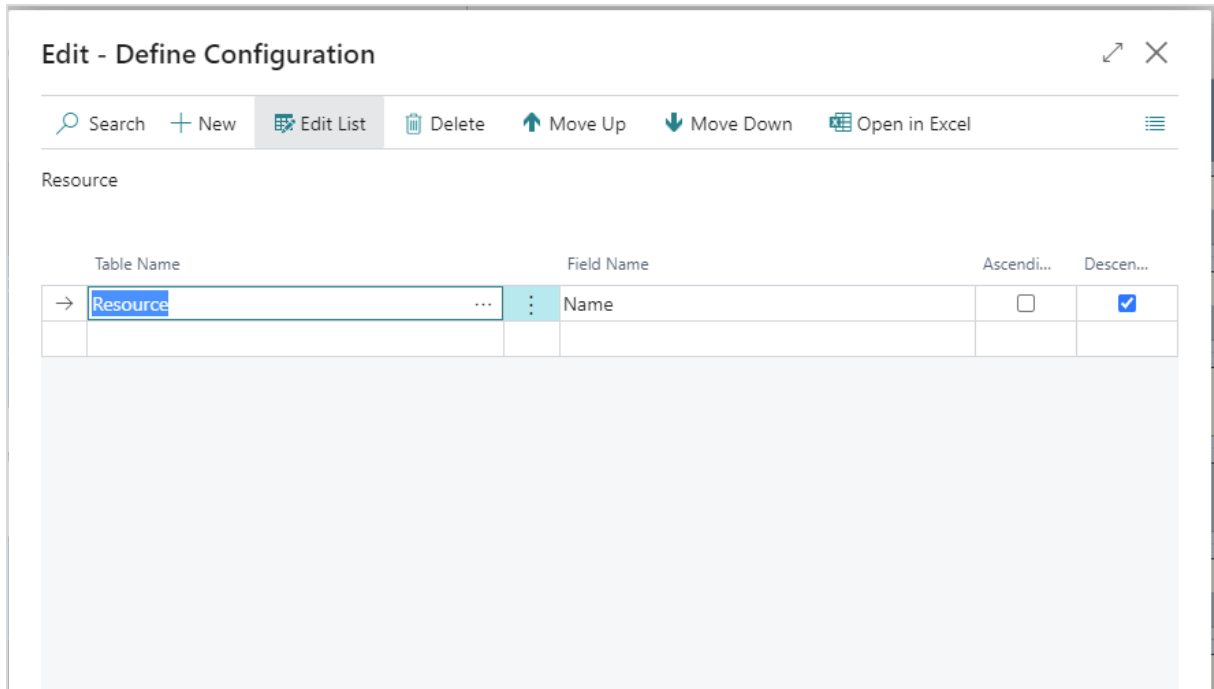 Edit - Define Configuration
Search New Edit List Delete Move Up Move Down Open in Excel
Resource
Table Name Field Name Ascendi... Descen...
Resource ... Name